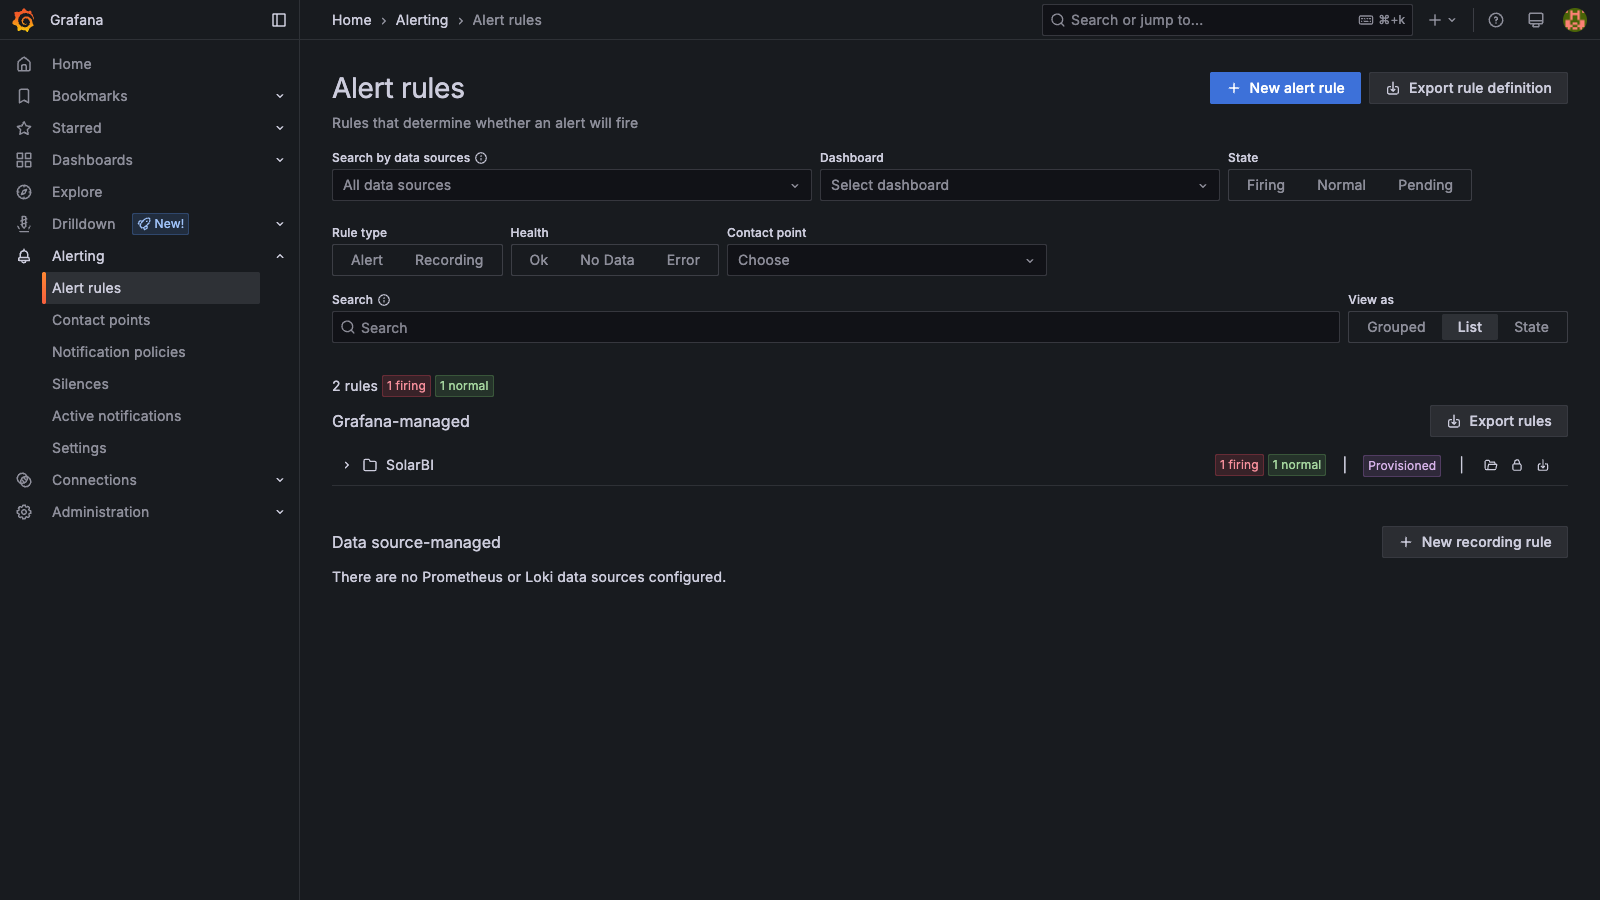 Grafana
Home
Alerting
Alert rules
Search or jump to...
⌘+k
Home
Bookmarks
Starred
Dashboards
Explore
Drilldown
New!
Alerting
Alert rules
Contact points
Notification policies
Silences
Active notifications
Settings
Connections
Administration
Alert rules
New alert rule
Export rule definition
Rules that determine whether an alert will fire
Search by data sources
Dashboard
State
All data sources
Select dashboard
Firing
Normal
Pending
Rule type
Health
Contact point
Alert
Recording
Ok
No Data
Error
Choose
Search
View as
Search
Grouped
List
State
2 rules
1 firing
1 normal
Grafana-managed
Export rules
SolarBI
1 firing
1 normal
Provisioned
Data source-managed
New recording rule
There are no Prometheus or Loki data sources configured.